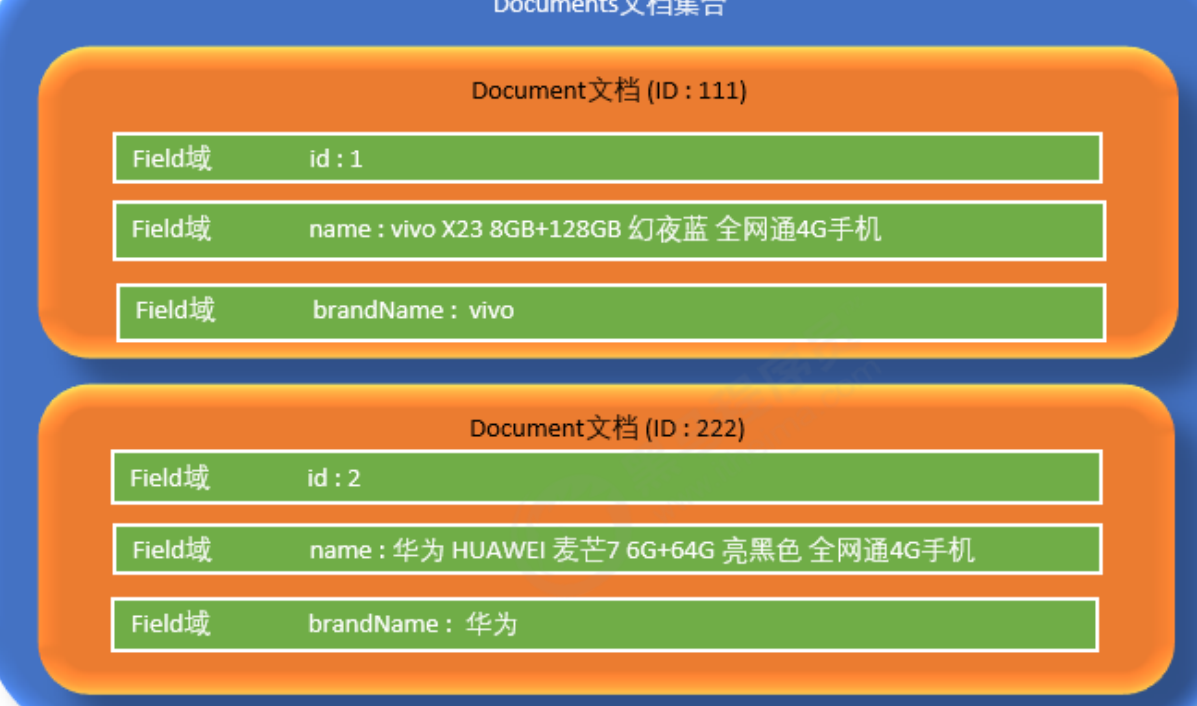 Documents文档集合
Document文档 (ID : 111)
Field域 id : 1
Field域 name : vivo X23 8GB+128GB 幻夜蓝 全网通4G手机
Field域 brandName : vivo
Document文档 (ID : 222)
Field域 id : 2
Field域 name : 华为 HUAWEI 麦芒7 6G+64G 亮黑色 全网通4G手机
Field域 brandName : 华为